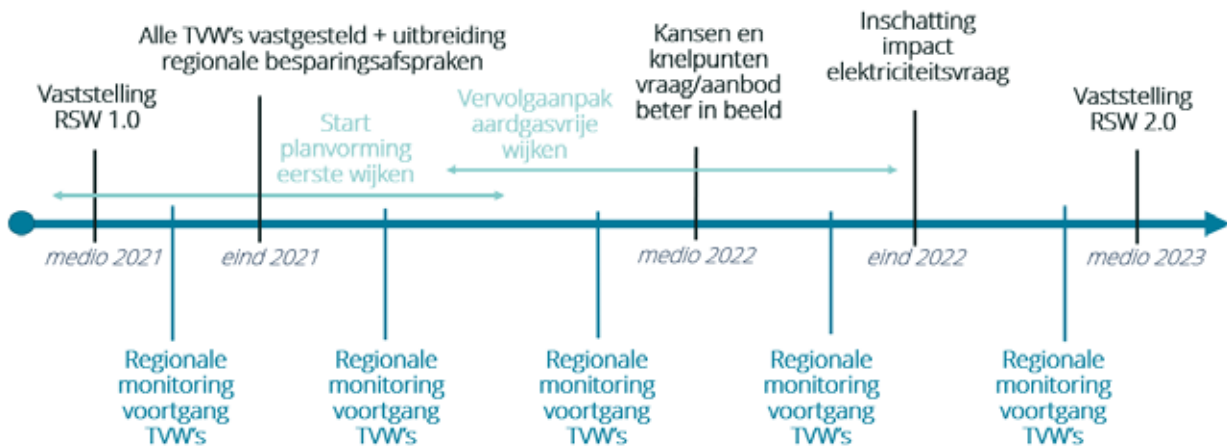 Vaststelling
RSW 1.0
Alle TVW's vastgesteld + uitbreiding
regionale besparingsafspraken
Start
planvorming
eerste wijken
Vervolgaanpak
aardgasvrije
wijken
Kansen en
knelpunten
vraag/aanbod
beter in beeld
Inschatting
impact
elektriciteitsvraag
Vaststelling
RSW 2.0
medio 2021
eind 2021
medio 2022
eind 2022
medio 2023
Regionale
monitoring
voortgang
TVW's
Regionale
monitoring
voortgang
TVW's
Regionale
monitoring
voortgang
TVW's
Regionale
monitoring
voortgang
TVW's
Regionale
monitoring
voortgang
TVW's